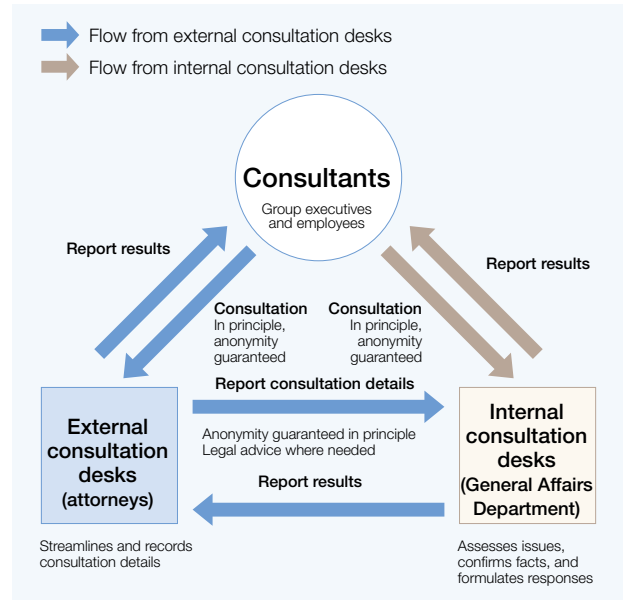 Flow from external consultation desks
Flow from internal consultation desks
Consultants
Group executives
and employees
Report results
Report results
Consultation
In principle,
anonymity
guaranteed
Consultation
In principle,
anonymity
guaranteed
Report consultation details
External
consultation
desks
(attorneys)
Anonymity guaranteed in principle
Legal advice where needed
Report results
Internal
consultation
desks
(General Affairs
Department)
Streamlines and records
consultation details
Assesses issues,
confirms facts, and
formulates responses